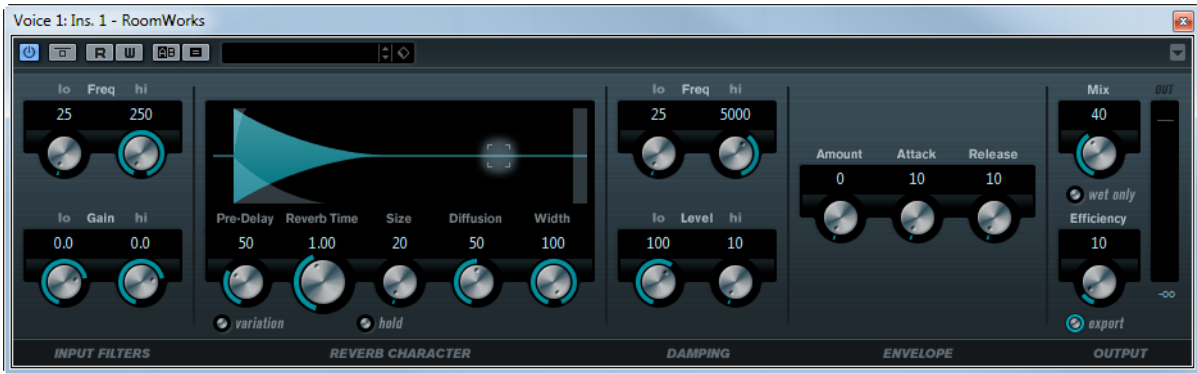 Voice 1: Ins. 1 - RoomWorks
R W AB
lo Freq hi
25 250
lo Gain hi
0.0 0.0
INPUT FILTERS
Pre-Delay Reverb Time Size Diffusion Width
50 1.00 20 50 100
variation hold
REVERB CHARACTER
lo Freq hi
25 5000
lo Level hi
100 10
DAMPING
Amount Attack Release
0 10 10
ENVELOPE
Mix OUT
40
wet only
Efficiency
10
-∞
export
OUTPUT